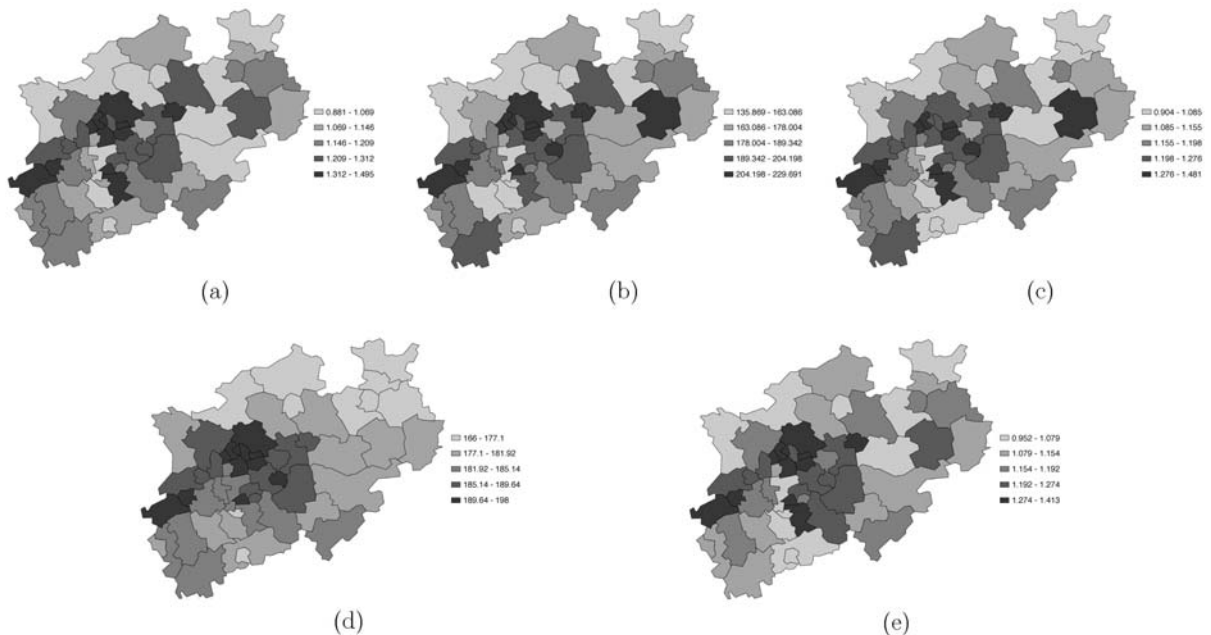 0.881 - 1.069
1.069 - 1.146
1.146 - 1.209
1.209 - 1.312
1.312 - 1.495
(a)
135.869 - 163.086
163.086 - 178.004
178.004 - 189.342
189.342 - 204.198
204.198 - 229.691
(b)
0.904 - 1.085
1.085 - 1.155
1.155 - 1.198
1.198 - 1.276
1.276 - 1.481
(c)
166 - 177.1
177.1 - 181.92
181.92 - 185.14
185.14 - 189.64
189.64 - 198
(d)
0.952 - 1.079
1.079 - 1.154
1.154 - 1.192
1.192 - 1.274
1.274 - 1.413
(e)